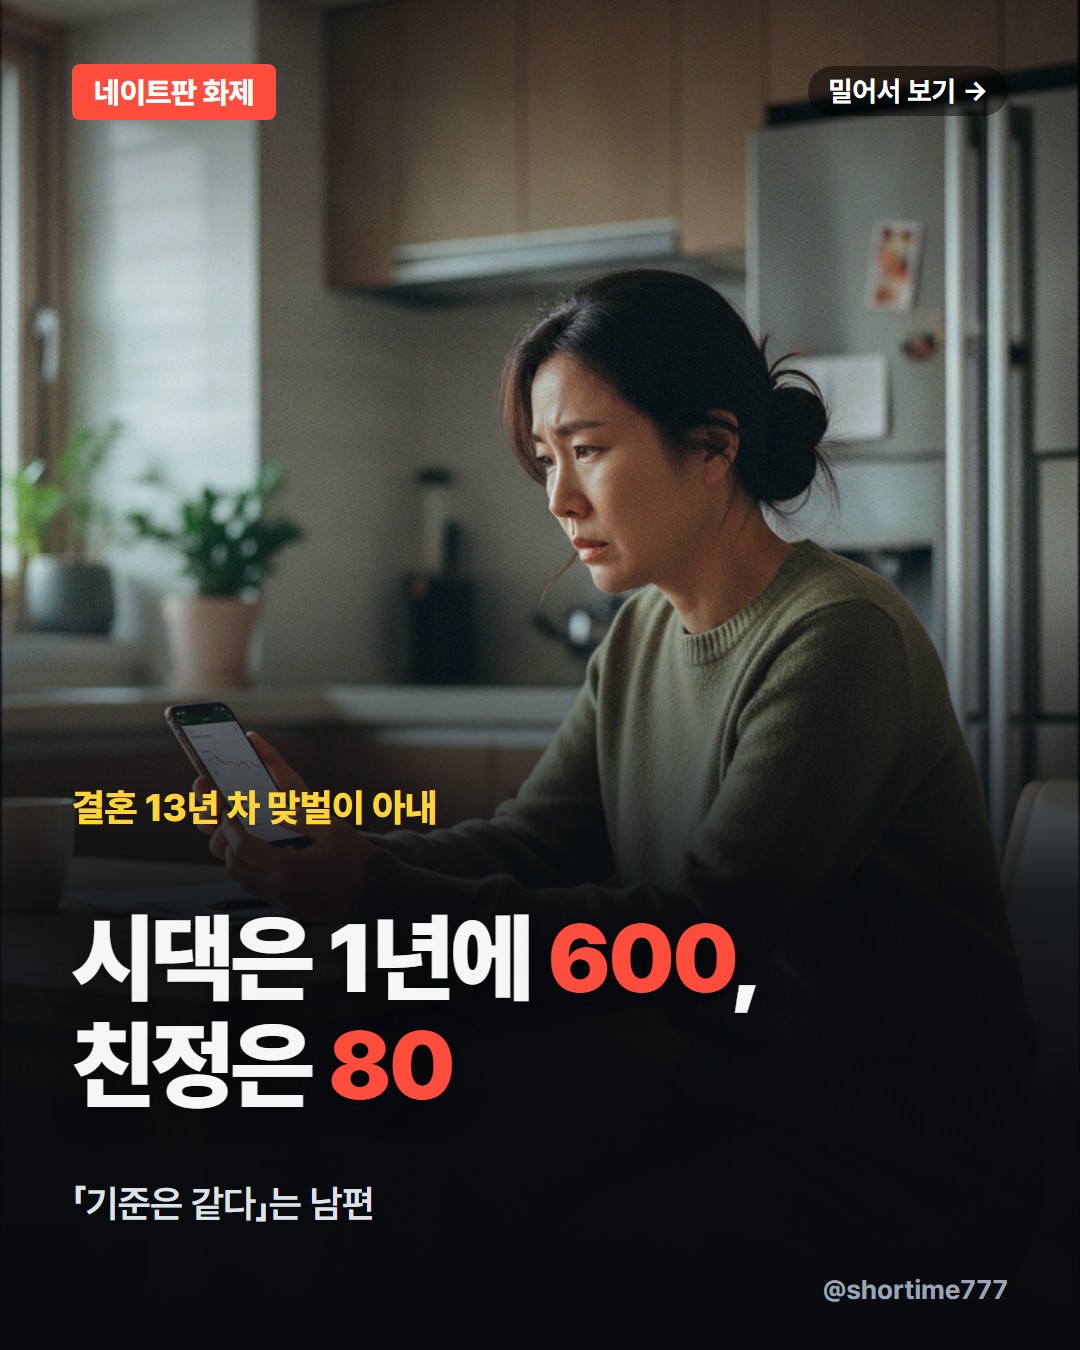 네이트판 화제
밀어서 보기 →
결혼 13년 차 맞벌이 아내
시댁은 1년에 600,
친정은 80
「기준은 같다」는 남편
@shortime777